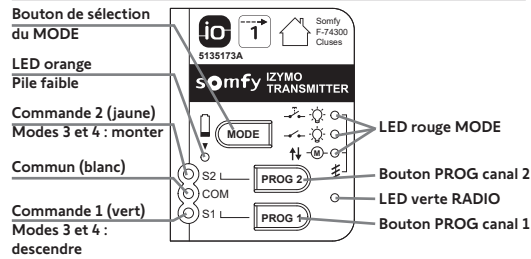 Bouton de sélection
du MODE
LED orange
Pile faible
Commande 2 (jaune)
Modes 3 et 4 : monter
Commun (blanc)
Commande 1 (vert)
Modes 3 et 4 :
descendre
io
1
Somfy
F-74300
Cluses
5135173A
somfy IZYMO
TRANSMITTER
MODE
M
S2
PROG 2
COM
S1
PROG 1
LED rouge MODE
Bouton PROG canal 2
LED verte RADIO
Bouton PROG canal 1